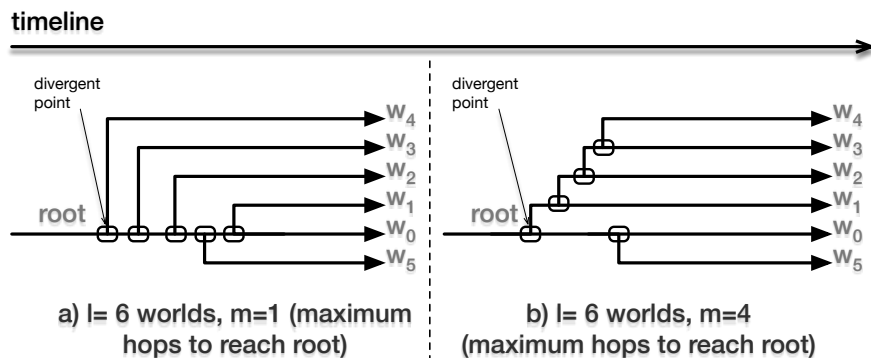 timeline
divergent
point
w4
w3
w2
w1
root
w0
w5
a) l= 6 worlds, m=1 (maximum
hops to reach root)
divergent
point
w4
w3
w2
w1
root
w0
w5
b) l= 6 worlds, m=4
(maximum hops to reach root)